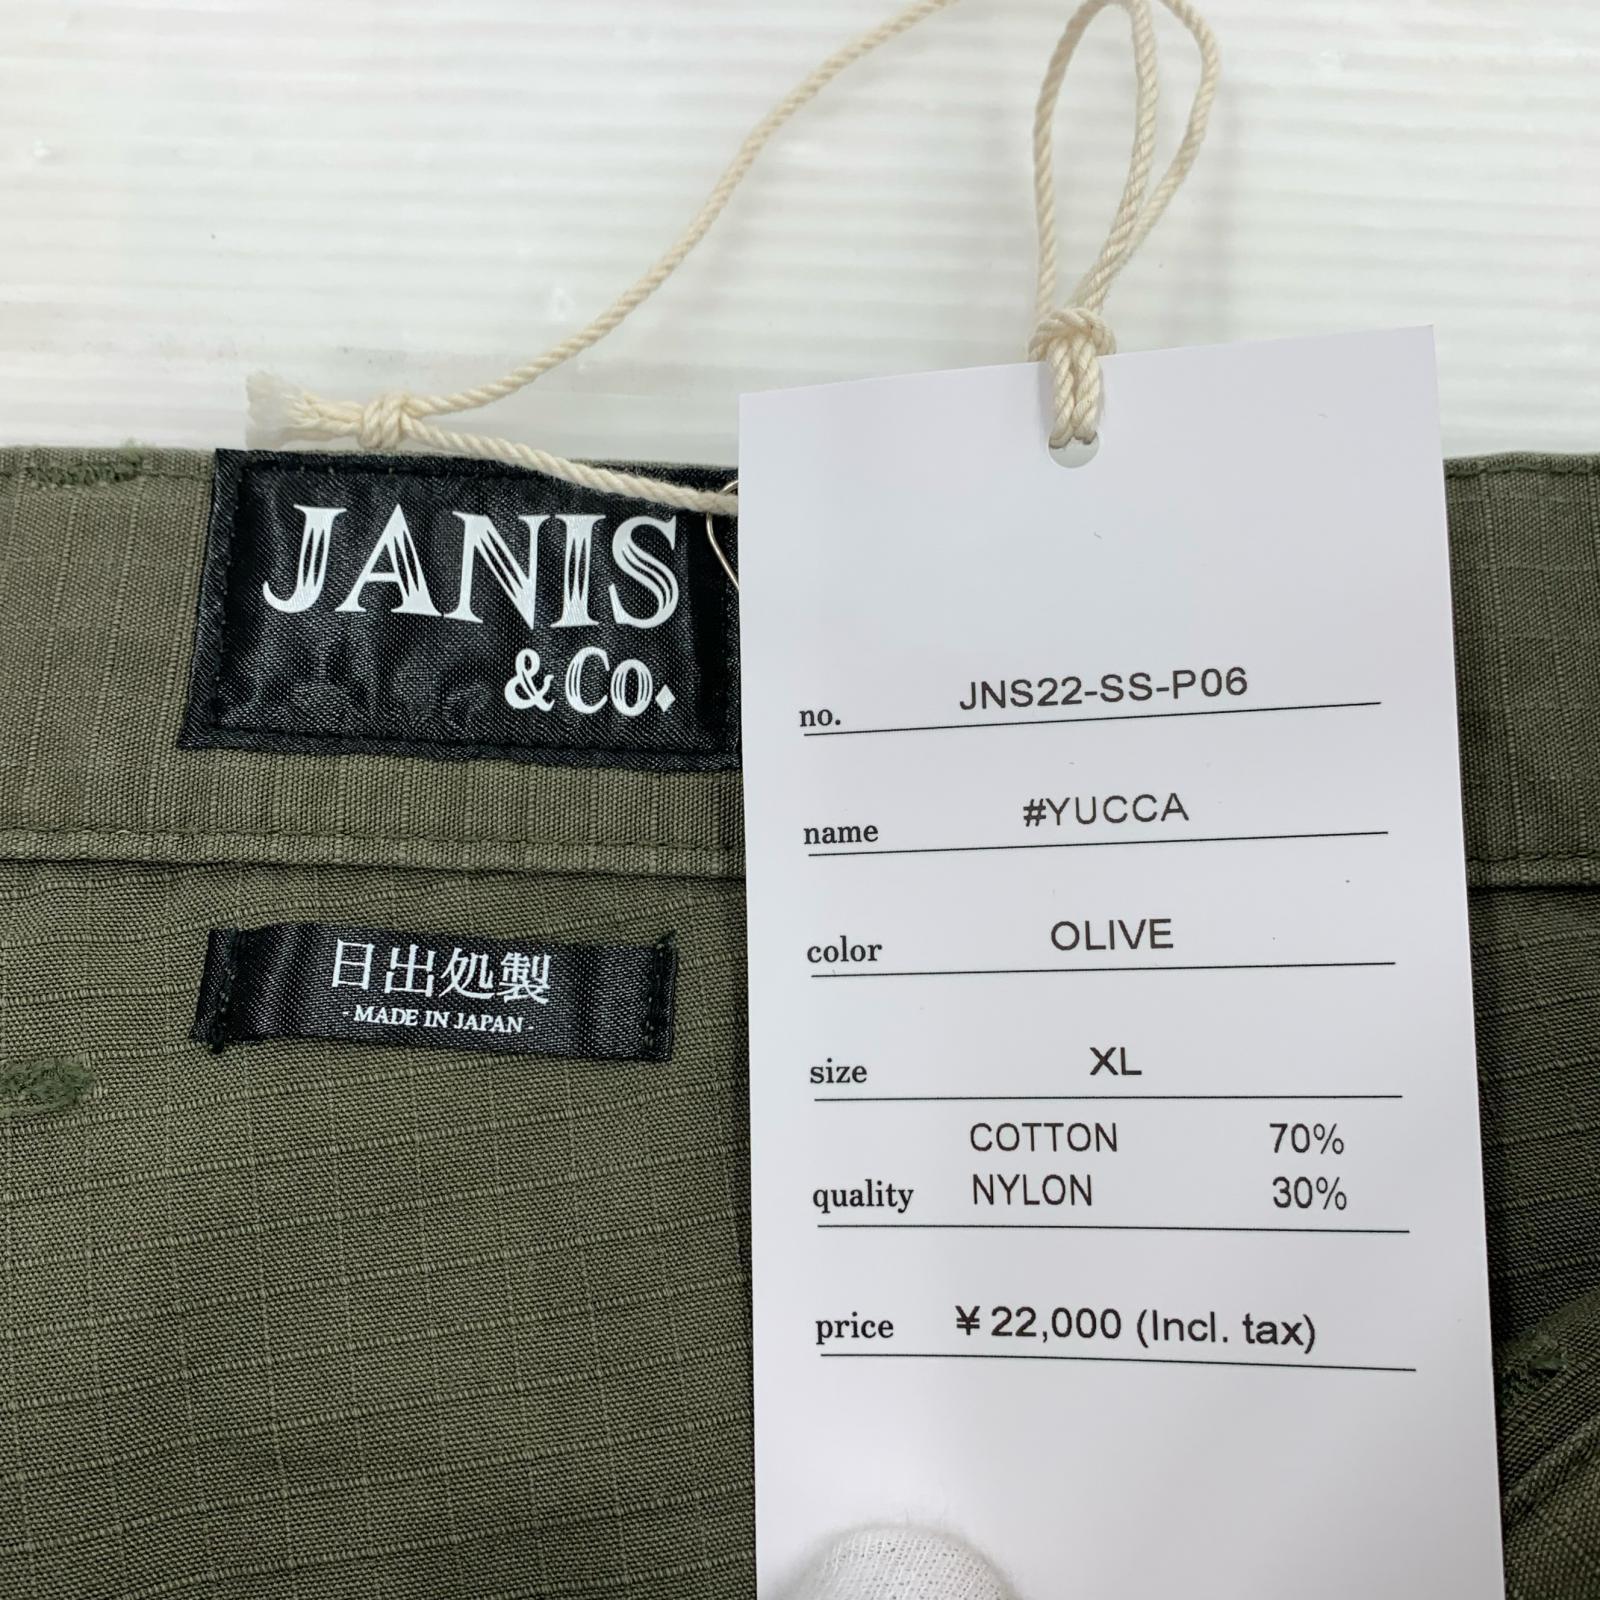 JANIS
& Co.
日出処製
- MADE IN JAPAN -
no. JNS22-SS-P06
name #YUCCA
color OLIVE
size XL
COTTON 70%
quality NYLON 30%
price ¥ 22,000 (Incl. tax)